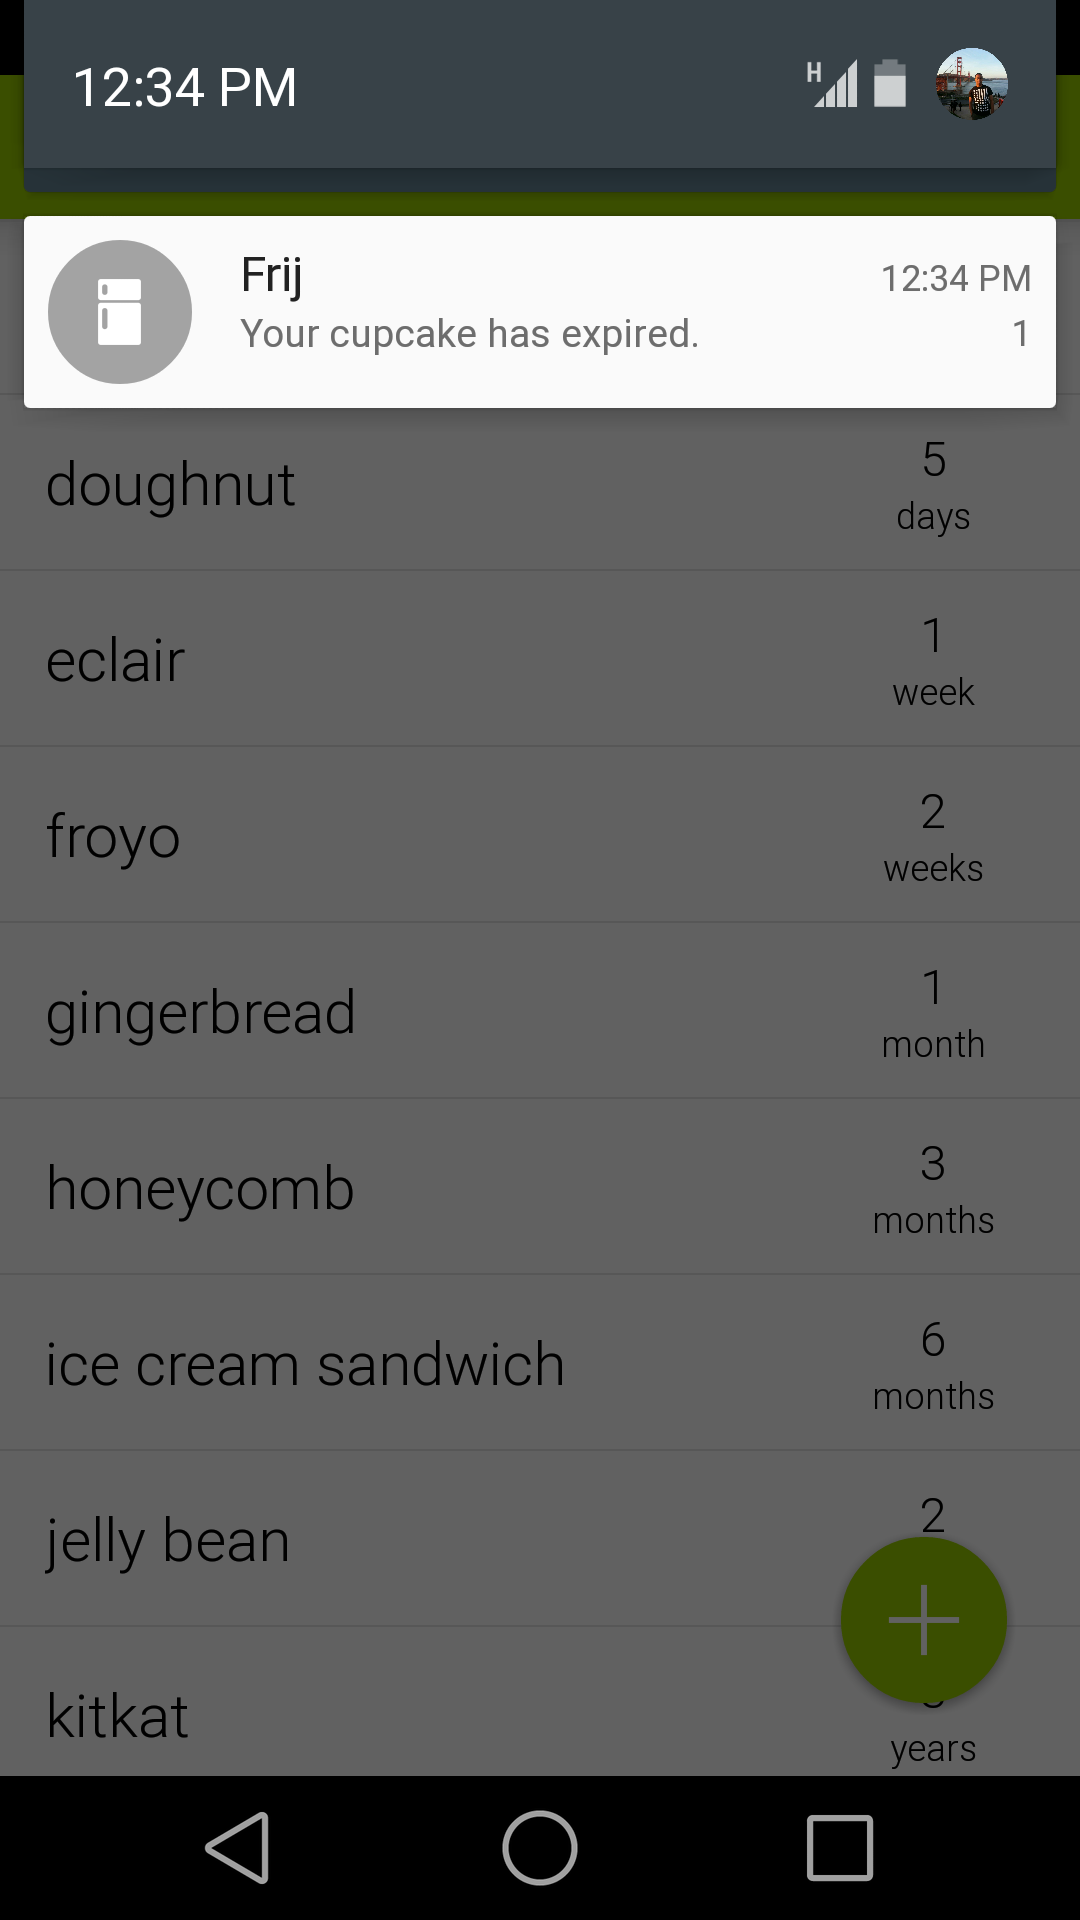 12:34 PM
H
Frij 12:34 PM
Your cupcake has expired. 1
doughnut 5 days
eclair 1 week
froyo 2 weeks
gingerbread 1 month
honeycomb 3 months
ice cream sandwich 6 months
jelly bean 2
kitkat years